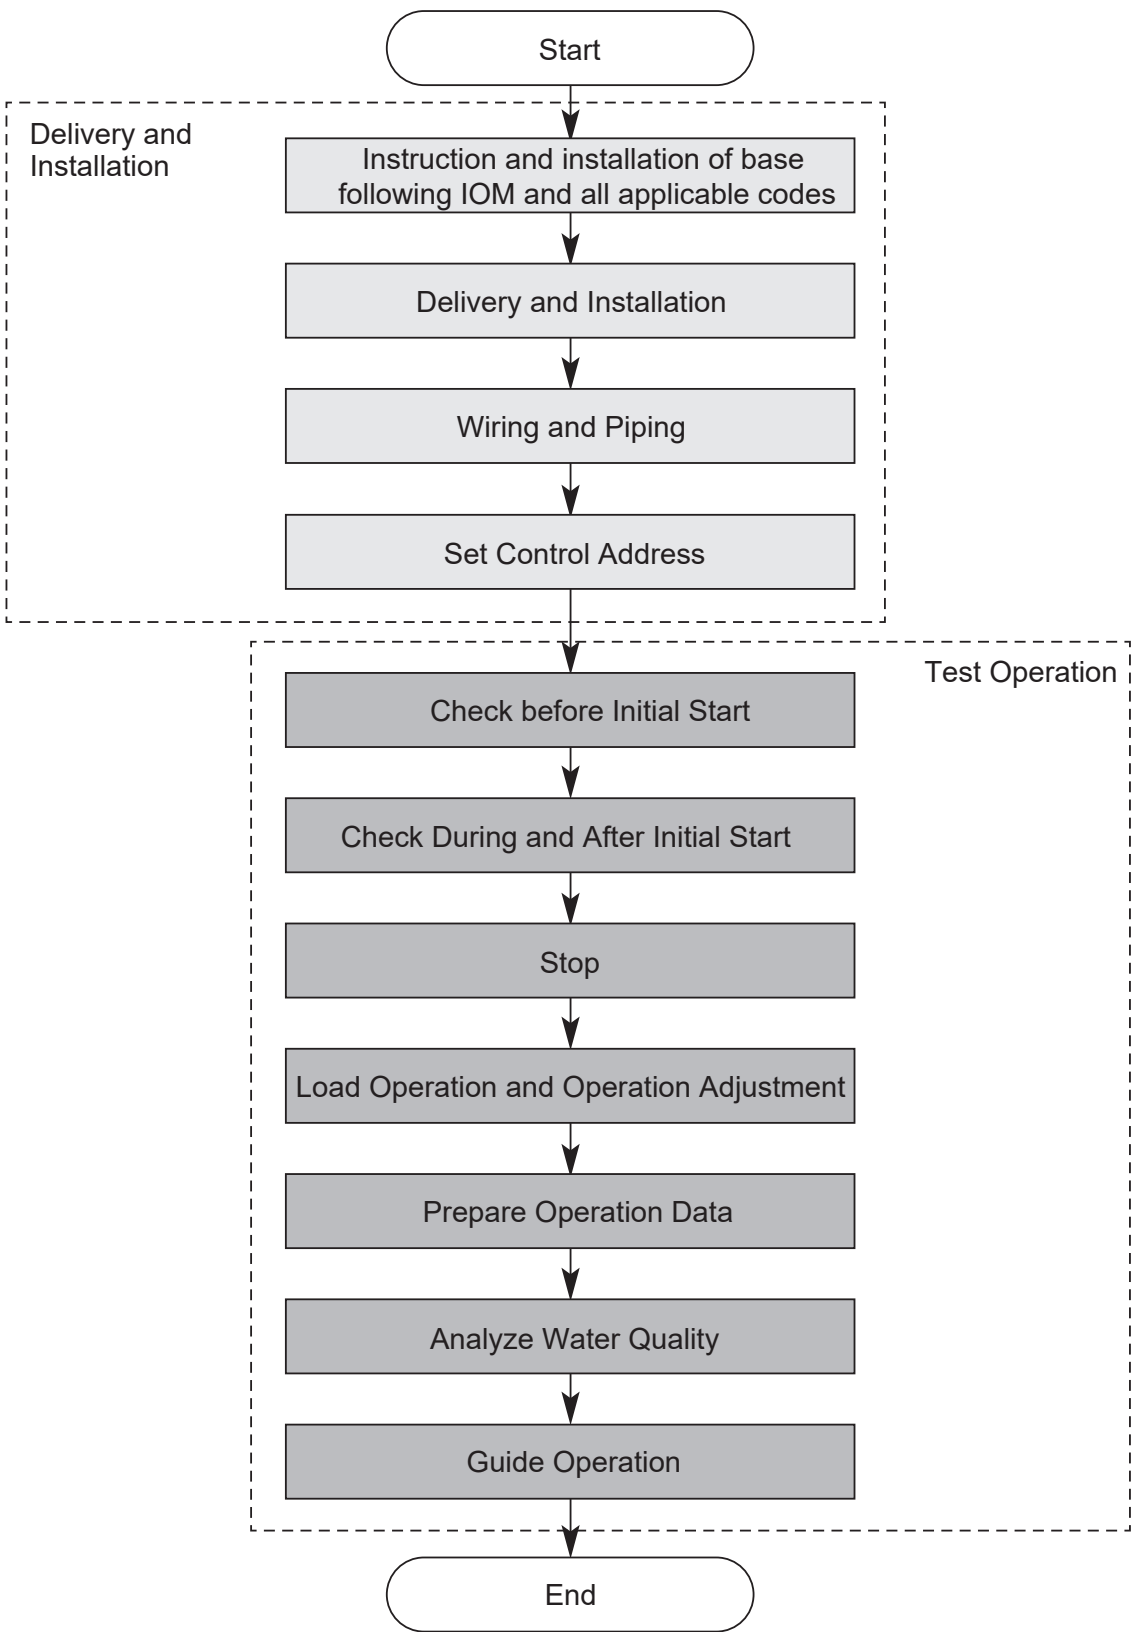 Start
Delivery and
Installation
Instruction and installation of base
following IOM and all applicable codes
Delivery and Installation
Wiring and Piping
Set Control Address
Test Operation
Check before Initial Start
Check During and After Initial Start
Stop
Load Operation and Operation Adjustment
Prepare Operation Data
Analyze Water Quality
Guide Operation
End